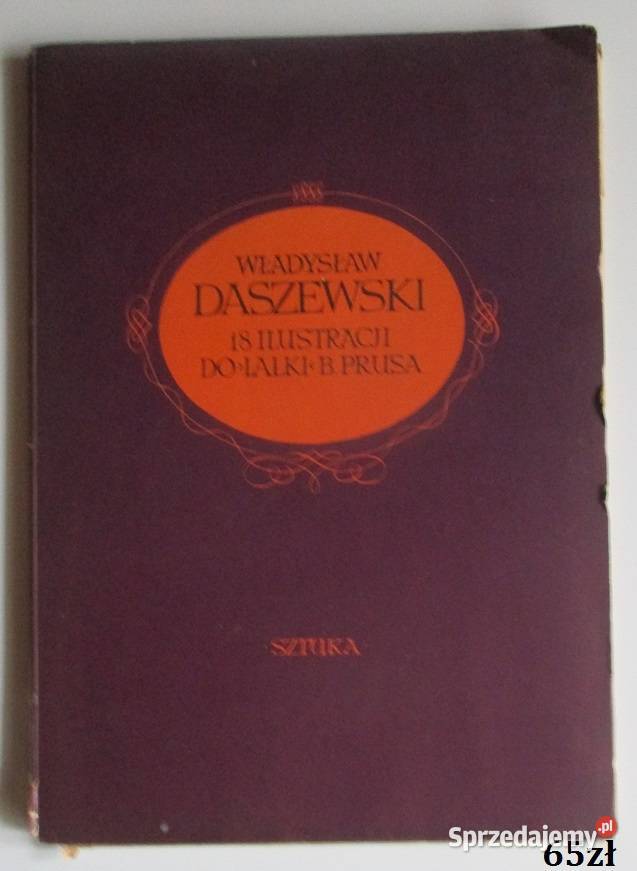 WŁADYSŁAW
DASZEWSKI
18 ILUSTRACJI
DO›LALKI‹B.PRUSA
SZTUKA
Sprzedajemy.pl
65zł